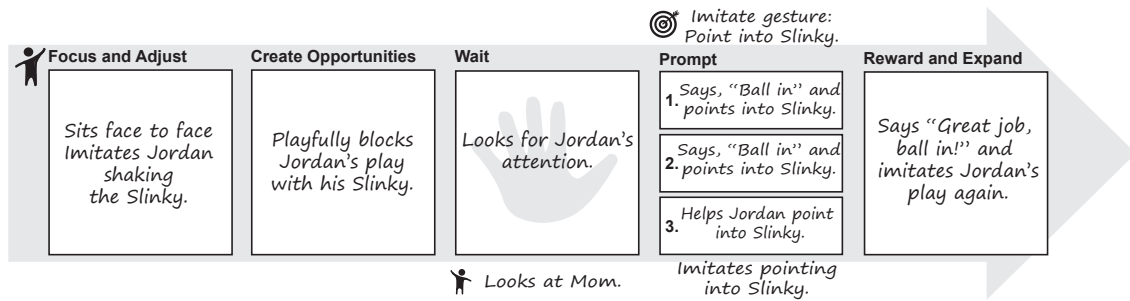 Imitate gesture:
Point into Slinky.
Focus and Adjust
Create Opportunities
Wait
Prompt
Reward and Expand
Sits face to face
Imitates Jordan
shaking
the Slinky.
Playfully blocks
Jordan's play
with his Slinky.
Looks for Jordan's
attention.
1. Says, "Ball in" and
points into Slinky.
2. Says, "Ball in" and
points into Slinky.
3. Helps Jordan point
into Slinky.
Says "Great job,
ball in!" and
imitates Jordan's
play again.
Looks at Mom.
Imitates pointing
into Slinky.